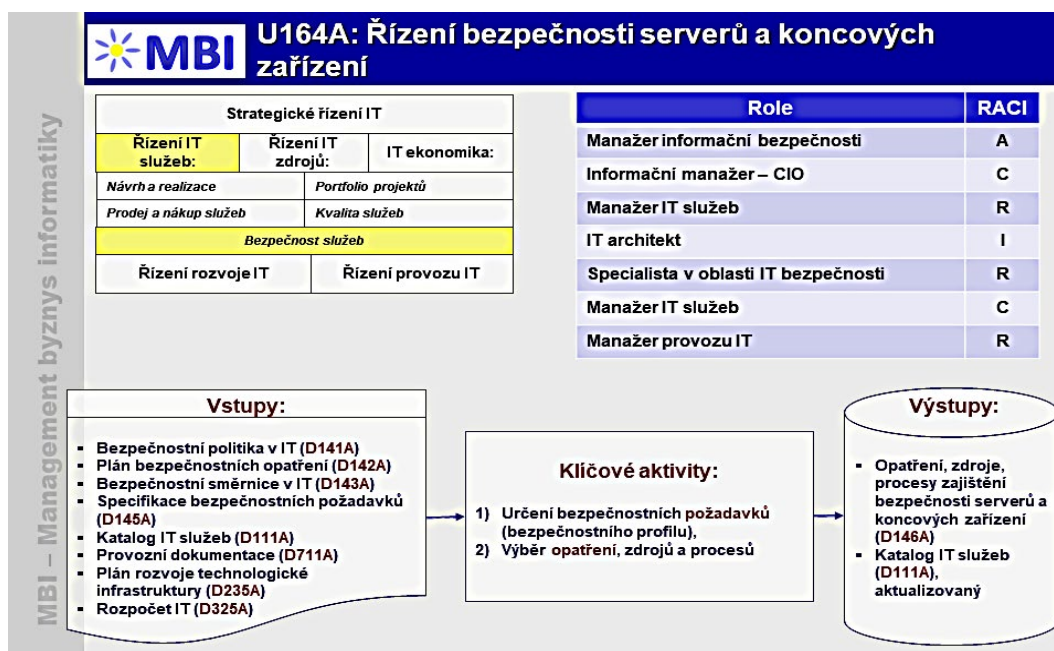 MBI
U164A: Řízení bezpečnosti serverů a koncových
zařízení
MBI – Management byznys informatiky
Strategické řízení IT
Řízení IT
služeb:
Řízení IT
zdrojů:
IT ekonomika:
Návrh a realizace
Portfolio projektů
Prodej a nákup služeb
Kvalita služeb
Bezpečnost služeb
Řízení rozvoje IT
Řízení provozu IT
Role RACI
Manažer informační bezpečnosti A
Informační manažer – CIO C
Manažer IT služeb R
IT architekt I
Specialista v oblasti IT bezpečnosti R
Manažer IT služeb C
Manažer provozu IT R
Vstupy:
▪ Bezpečnostní politika v IT (D141A)
▪ Plán bezpečnostních opatření (D142A)
▪ Bezpečnostní směrnice v IT (D143A)
▪ Specifikace bezpečnostních požadavků
(D145A)
▪ Katalog IT služeb (D111A)
▪ Provozní dokumentace (D711A)
▪ Plán rozvoje technologické
infrastruktury (D235A)
▪ Rozpočet IT (D325A)
Klíčové aktivity:
1) Určení bezpečnostních požadavků
(bezpečnostního profilu),
2) Výběr opatření, zdrojů a procesů
Výstupy:
▪ Opatření, zdroje,
procesy zajištění
bezpečnosti serverů a
koncových zařízení
(D146A)
▪ Katalog IT služeb
(D111A),
aktualizovaný